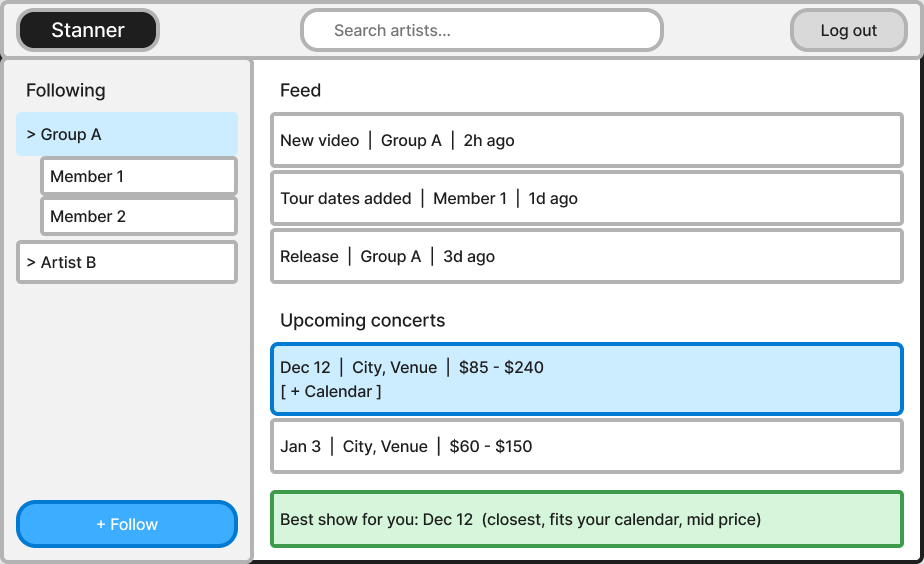 Stanner
Search artists...
Log out
Following
> Group A
Member 1
Member 2
> Artist B
+ Follow
Feed
New video | Group A | 2h ago
Tour dates added | Member 1 | 1d ago
Release | Group A | 3d ago
Upcoming concerts
Dec 12 | City, Venue | $85 - $240
[ + Calendar ]
Jan 3 | City, Venue | $60 - $150
Best show for you: Dec 12 (closest, fits your calendar, mid price)